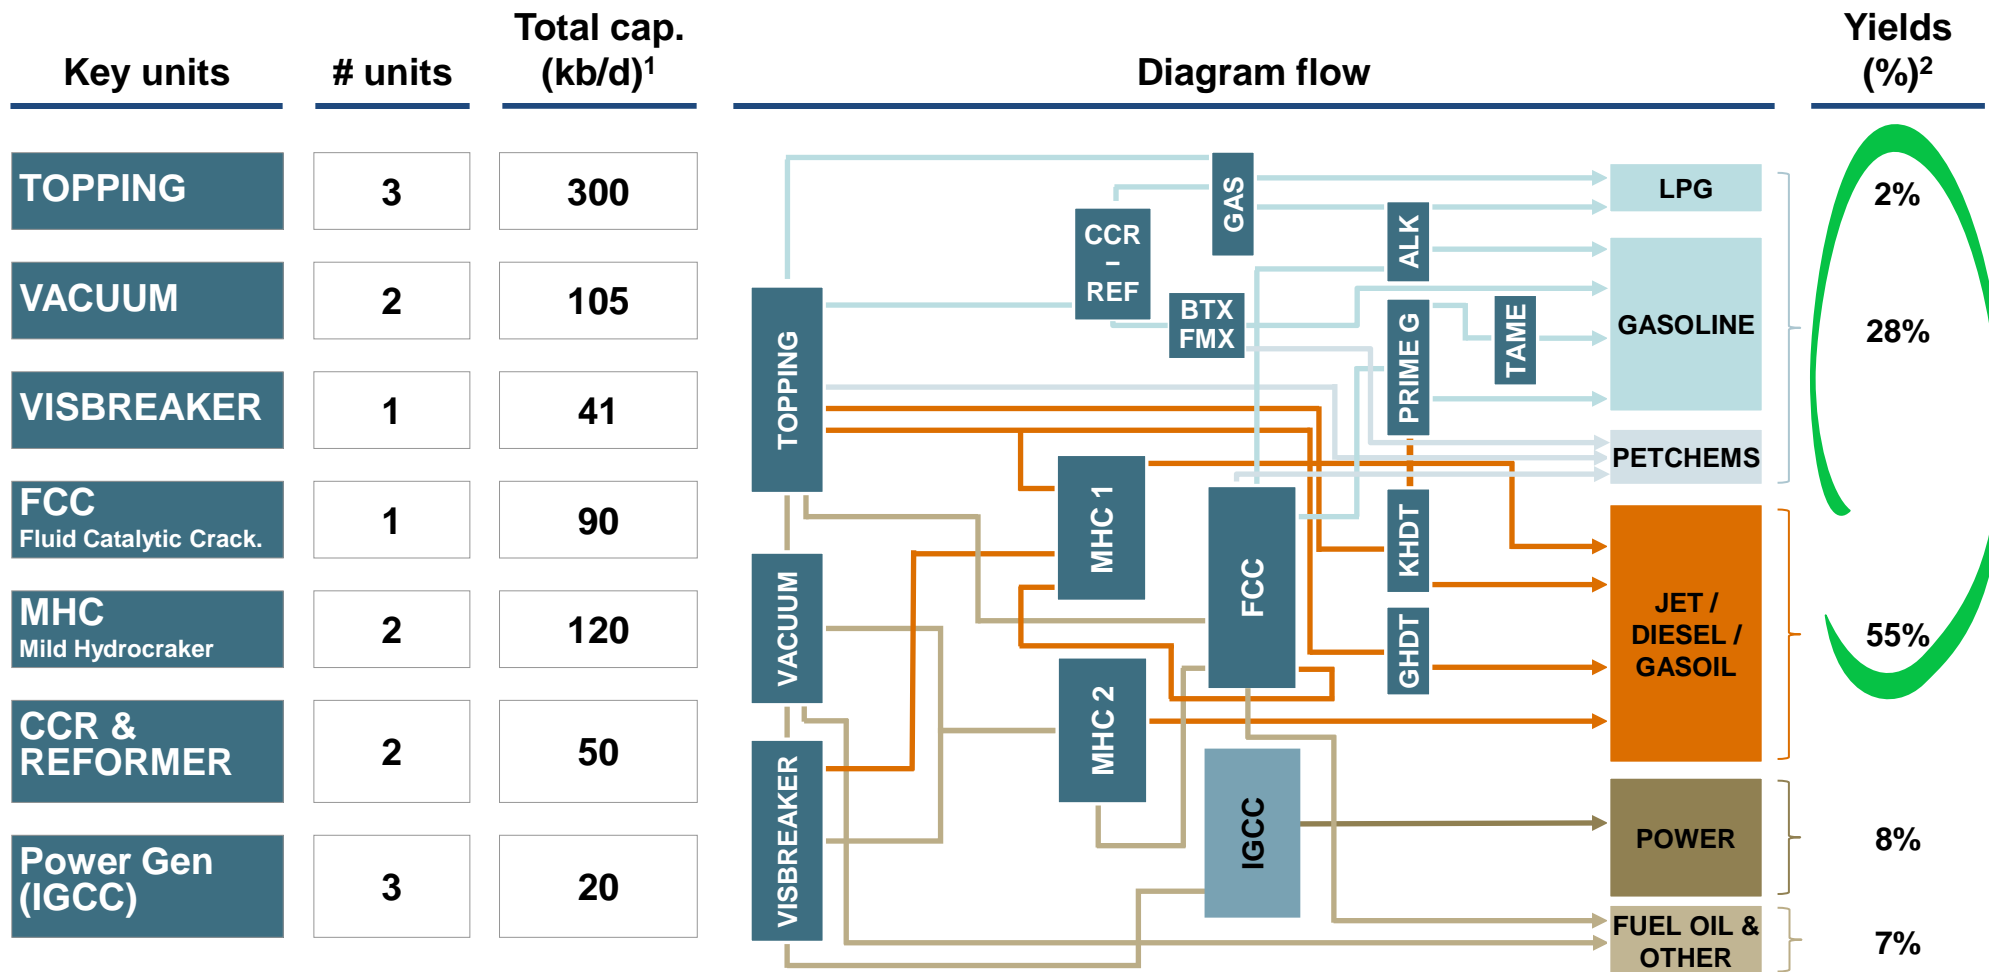 Key units
# units
Total cap.
(kb/d)1
Diagram flow
Yields
(%)2
TOPPING
3
300
VACUUM
2
105
VISBREAKER
1
41
FCC
Fluid Catalytic Crack.
1
90
MHC
Mild Hydrocraker
2
120
CCR &
REFORMER
2
50
Power Gen
(IGCC)
3
20
TOPPING
VACUUM
VISBREAKER
CCR
–
REF
BTX
FMX
GAS
ALK
PRIME G
TAME
MHC 1
MHC 2
FCC
KHDT
GHDT
IGCC
LPG
GASOLINE
PETCHEMS
JET /
DIESEL /
GASOIL
POWER
FUEL OIL &
OTHER
2%
28%
55%
8%
7%